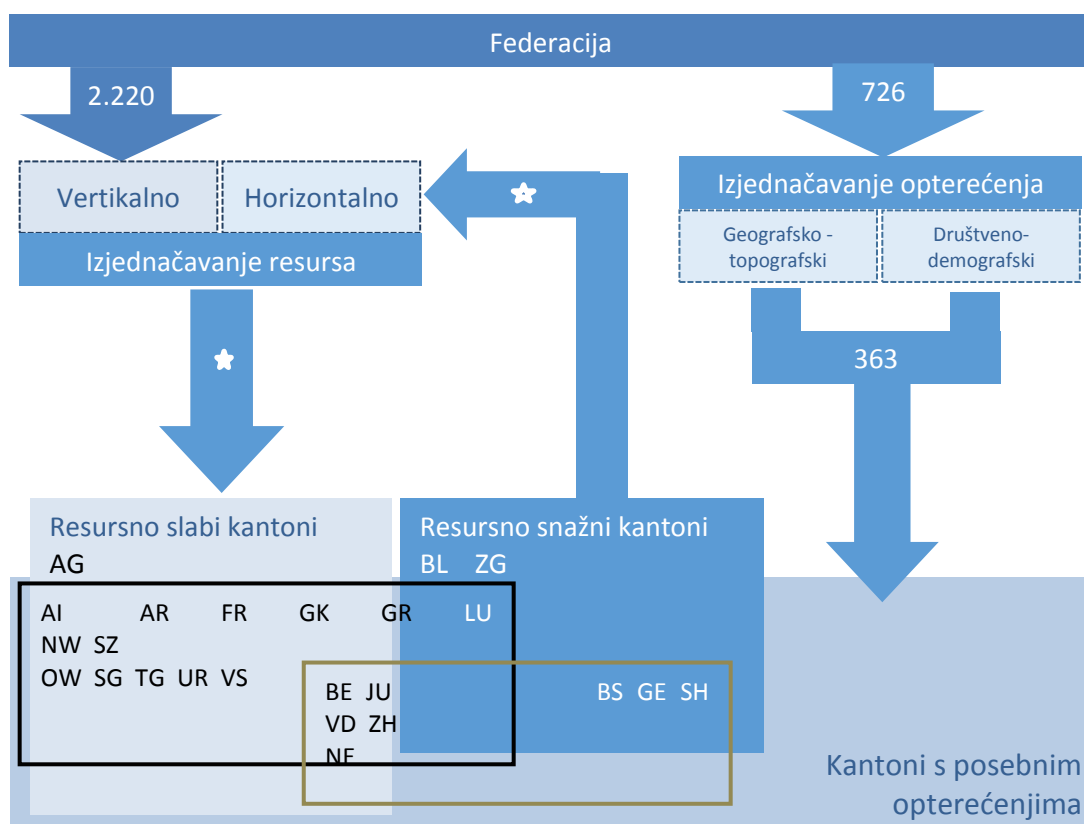 Federacija
2.220
726
Vertikalno
Horizontalno
Izjednačavanje resursa
Izjednačavanje opterećenja
Geografsko -
topografski
Društveno-
demografski
363
Resursno slabi kantoni
AG
Resursno snažni kantoni
BL ZG
AI AR FR GK GR LU
NW SZ
OW SG TG UR VS
BE JU
VD ZH
NE
BS GE SH
Kantoni s posebnim
opterećenjima